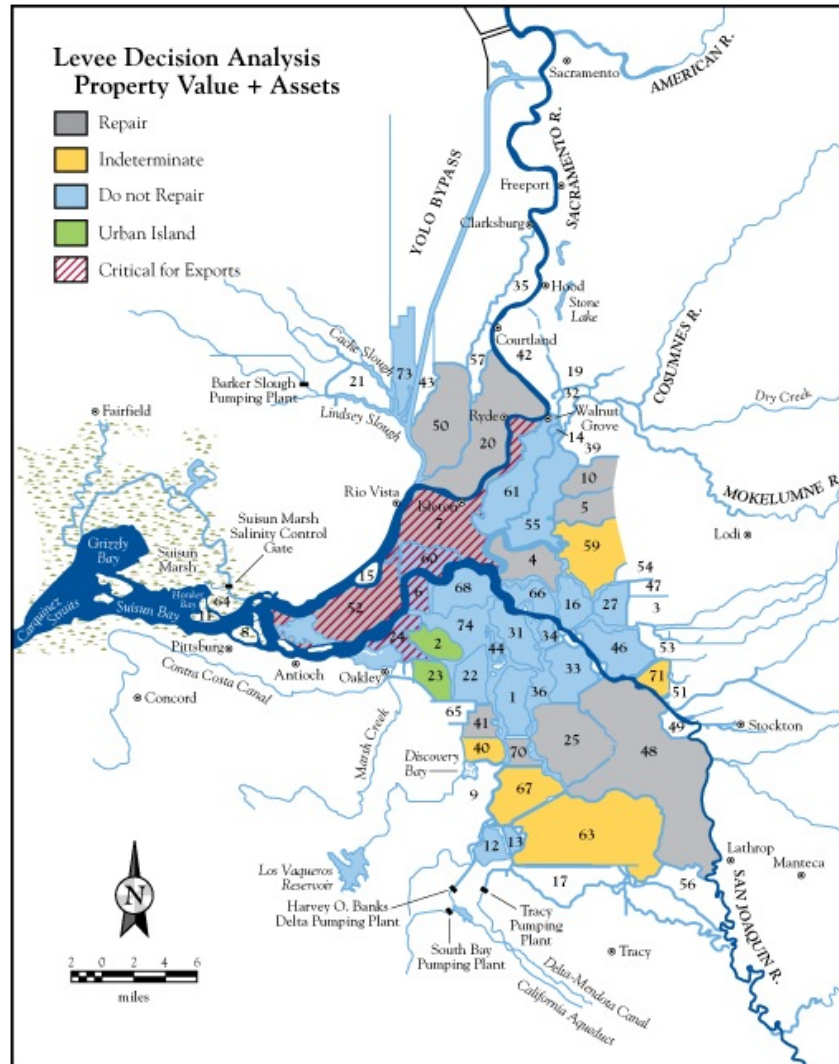 Levee Decision Analysis
Property Value + Assets
Repair
Indeterminate
Do not Repair
Urban Island
Critical for Exports
Sacramento
AMERICAN R.
SACRAMENTO R.
YOLO BYPASS
Freeport
Clarksburg
35
Hood
Stone
Lake
Courtland
42
57
19
32
COSUMNES R.
Dry Creek
Cache Slough
73
43
21
Barker Slough
Pumping Plant
Lindsey Slough
Fairfield
50
20
Ryde
Walnut
Grove
14
39
10
MOKELUMNE R.
5
Lodi
Rio Vista
Isleton
7
61
55
59
4
Suisun Marsh
Salinity Control
Gate
Grizzly
Bay
Suisun
Marsh
Honker
Bay
64
11
Carquinez Straits
Suisun Bay
8
Pittsburg
15
60
52
6
68
66
16
27
54
47
3
24
74
2
44
31
34
46
53
71
51
Antioch
Oakley
Contra Costa Canal
Concord
23
22
33
1
36
49
Stockton
65
41
25
48
Marsh Creek
40
70
Discovery
Bay
9
67
63
12
13
Los Vaqueros
Reservoir
Lathrop
Manteca
17
56
SAN JOAQUIN R.
Harvey O. Banks
Delta Pumping Plant
Tracy
Pumping
Plant
South Bay
Pumping Plant
Tracy
Delta-Mendota Canal
California Aqueduct
N
2 0 2 4 6
miles